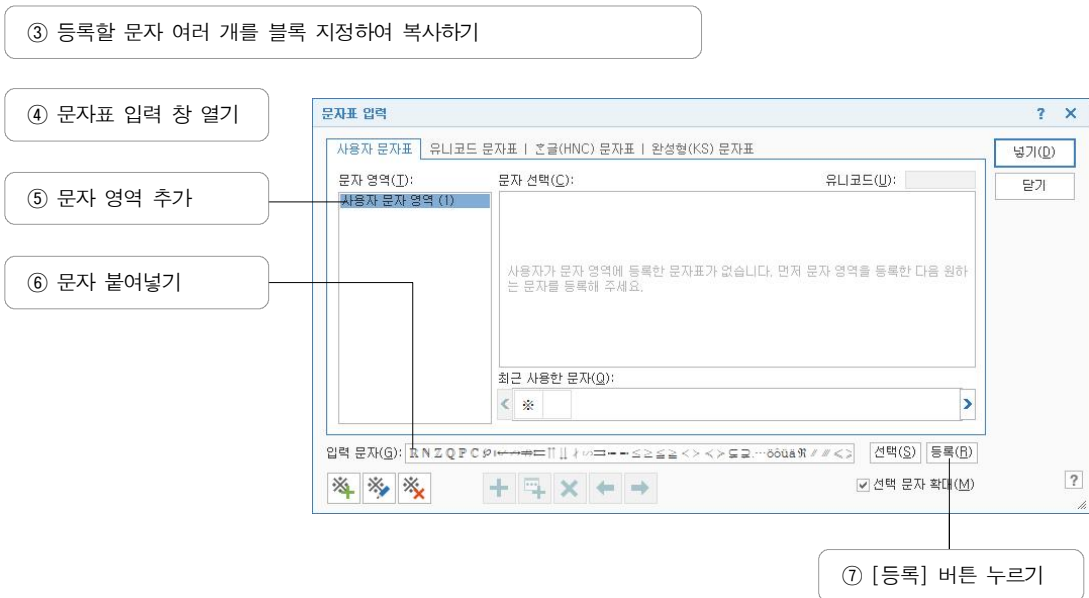 ③ 등록할 문자 여러 개를 블록 지정하여 복사하기
④ 문자표 입력 창 열기
문자표 입력
? ×
사용자 문자표 | 유니코드 문자표 | ᄒᆞᆫ글(HNC) 문자표 | 완성형(KS) 문자표
넣기(D)
문자 영역(T):
문자 선택(C):
유니코드(U):
닫기
⑤ 문자 영역 추가
사용자 문자 영역 (1)
⑥ 문자 붙여넣기
사용자가 문자 영역에 등록한 문자표가 없습니다. 먼저 문자 영역을 등록한 다음 원하
는 문자를 등록해 주세요.
최근 사용한 문자(Q):
※
입력 문자(G): R N Z Q P C
선택(S)
등록(R)
선택 문자 확대(M)
?
⑦ [등록] 버튼 누르기